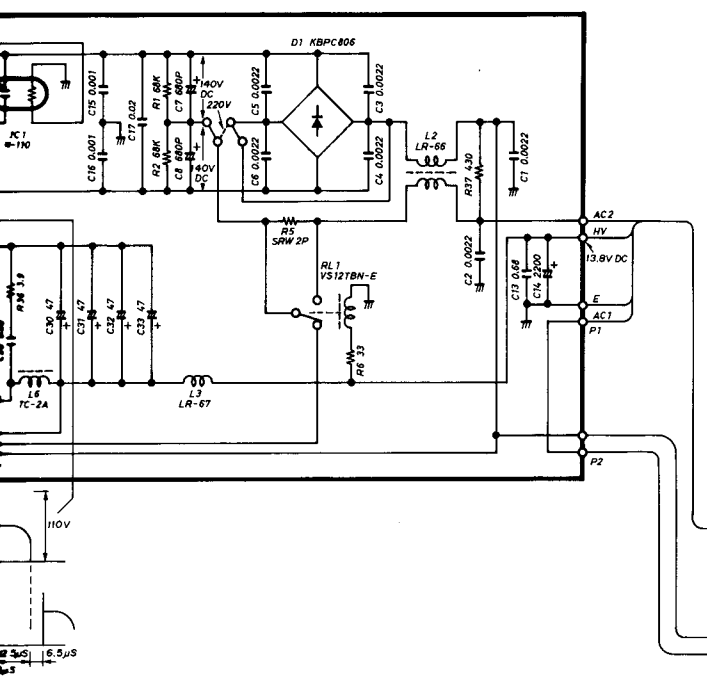 D1 KBPC806
IC1
C15 0.001
C16 0.001
C17 0.02
R1 68K
R2 68K
C7 680P
C8 680P
140V
DC
220V
140V
DC
C5 0.0022
C6 0.0022
C3 0.0022
C4 0.0022
L2
LR-66
R37 430
C1 0.0022
C2 0.0022
R5
SRW 2P
RL1
VS12TBN-E
R6 33
AC2
HV
13.8V DC
C13 0.68
C14 2200
E
AC1
P1
P2
R36 3.9
C30 47
C31 47
C32 47
C33 47
L6
TC-2A
L3
LR-67
110V
6.5μS
μS